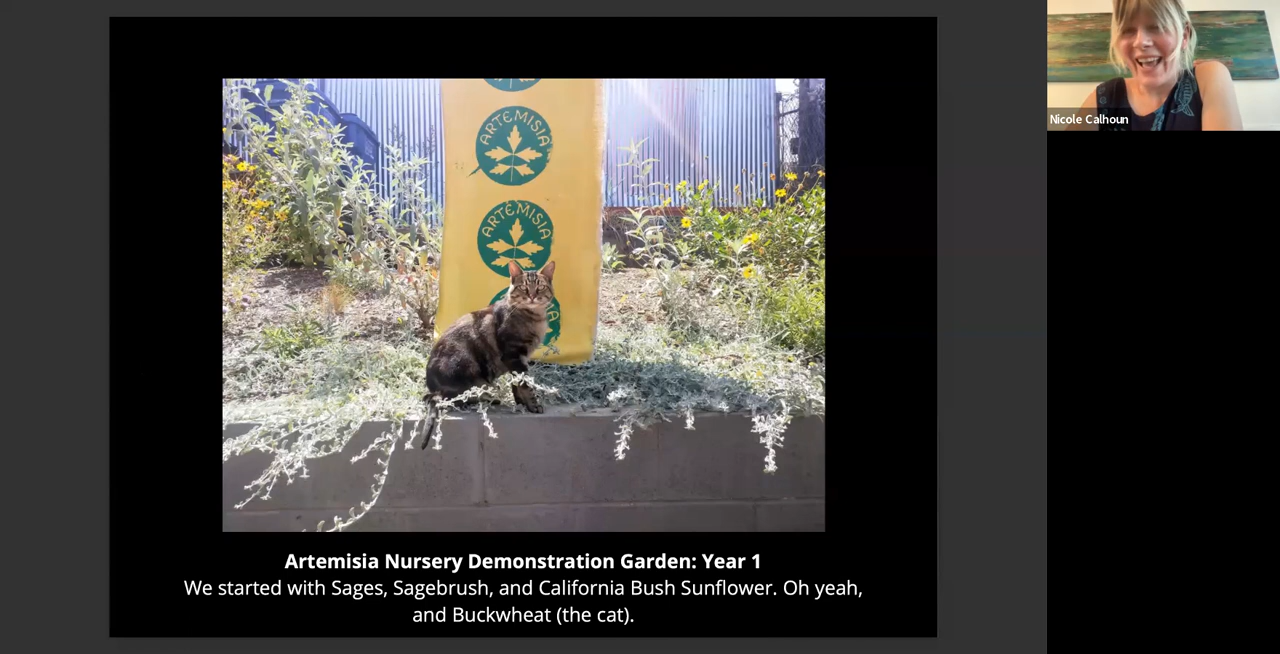 Nicole Calhoun
ARTEMISIA
ARTEMISIA
Artemisia Nursery Demonstration Garden: Year 1
We started with Sages, Sagebrush, and California Bush Sunflower. Oh yeah,
and Buckwheat (the cat).